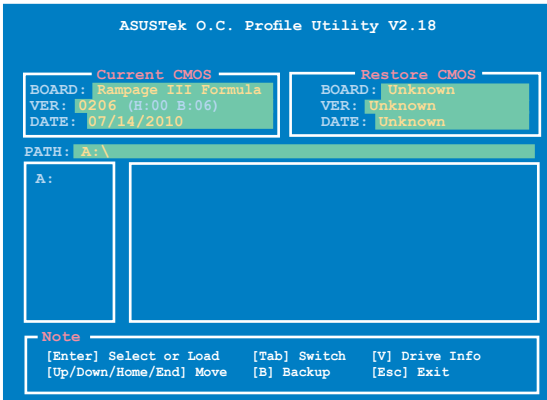 ASUSTek O.C. Profile Utility V2.18
Current CMOS
BOARD: Rampage III Formula
VER: 0206 (H:00 B:06)
DATE: 07/14/2010
Restore CMOS
BOARD: Unknown
VER: Unknown
DATE: Unknown
PATH: A:\
A:
Note
[Enter] Select or Load [Tab] Switch [V] Drive Info
[Up/Down/Home/End] Move [B] Backup [Esc] Exit